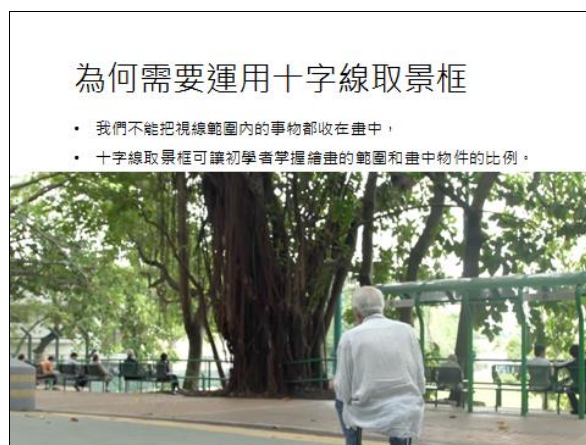 為何需要運用十字線取景框
• 我們不能把視線範圍內的事物都收在畫中，
• 十字線取景框可讓初學者掌握繪畫的範圍和畫中物件的比例。